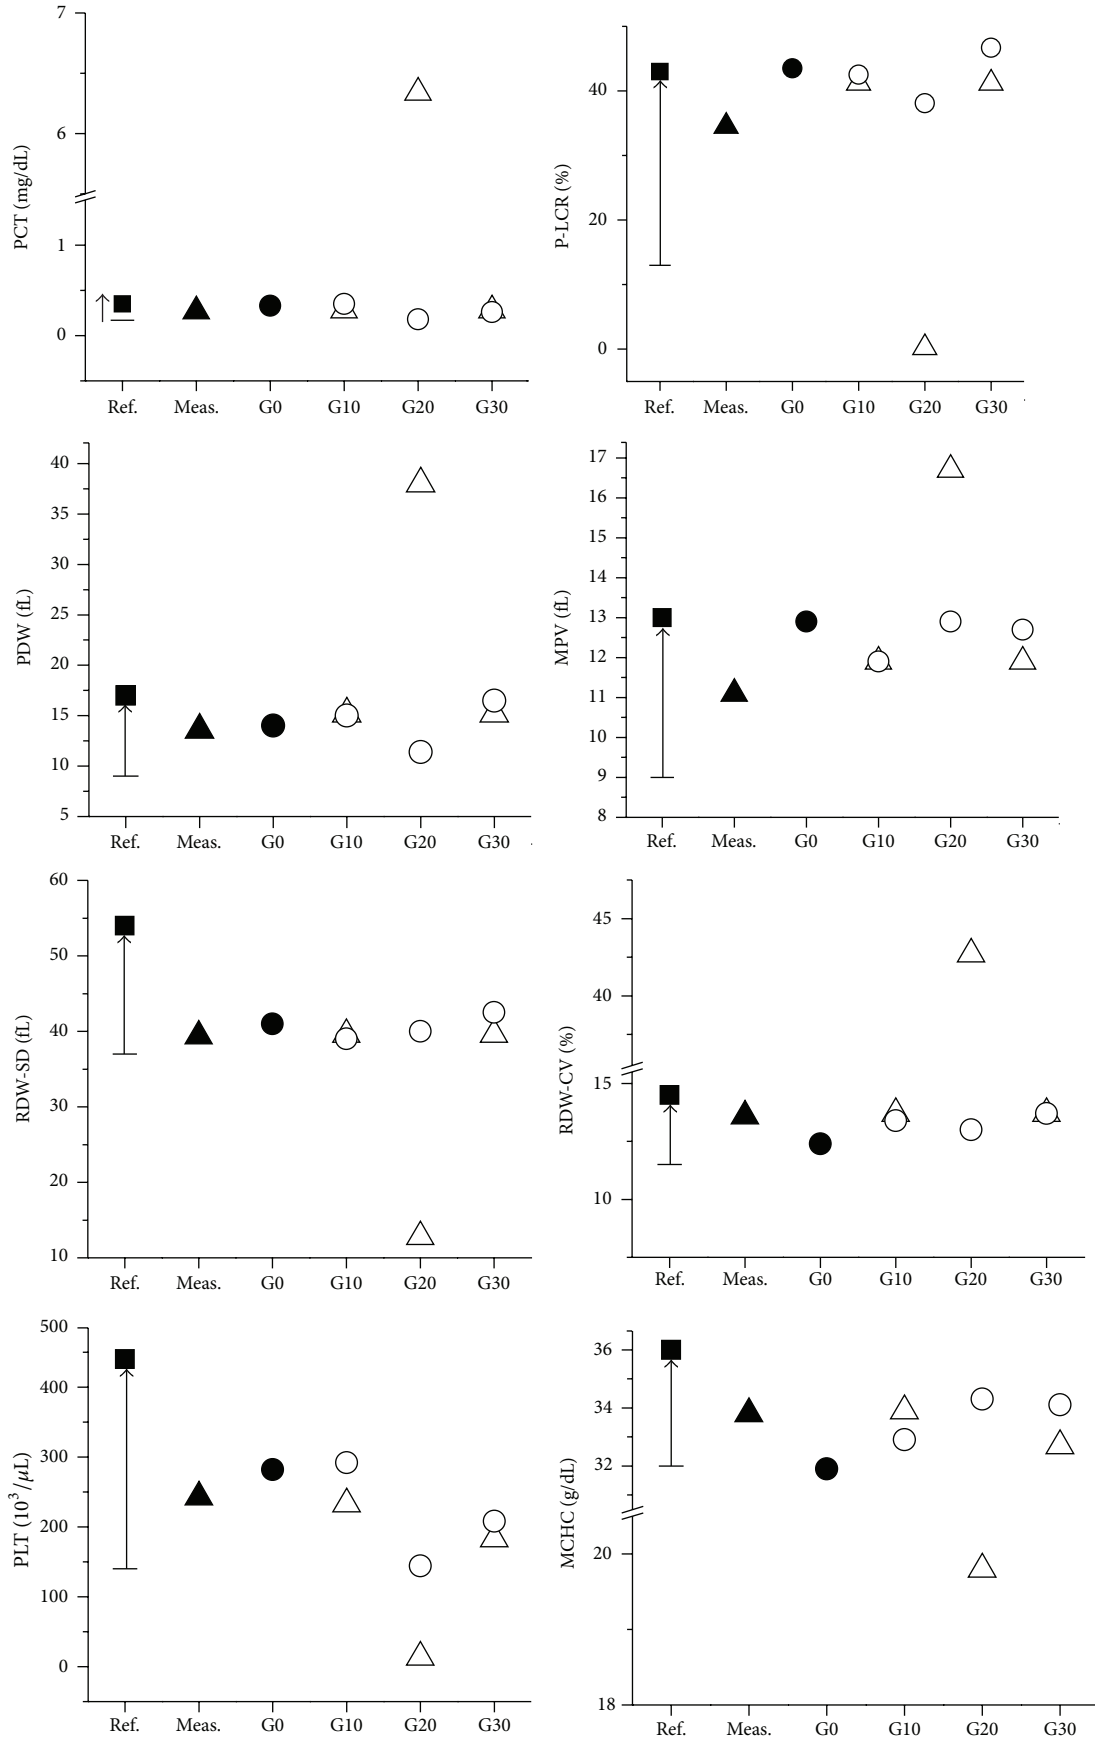 7
6
1
0
PCT (mg/dL)
Ref. Meas. G0 G10 G20 G30
40
20
0
P-LCR (%)
Ref. Meas. G0 G10 G20 G30
40
35
30
25
20
15
10
5
PDW (fL)
Ref. Meas. G0 G10 G20 G30
17
16
15
14
13
12
11
10
9
8
MPV (fL)
Ref. Meas. G0 G10 G20 G30
60
50
40
30
20
10
RDW-SD (fL)
Ref. Meas. G0 G10 G20 G30
45
40
15
10
RDW-CV (%)
Ref. Meas. G0 G10 G20 G30
500
400
300
200
100
0
PLT (10³/μL)
Ref. Meas. G0 G10 G20 G30
36
34
32
20
18
MCHC (g/dL)
Ref. Meas. G0 G10 G20 G30